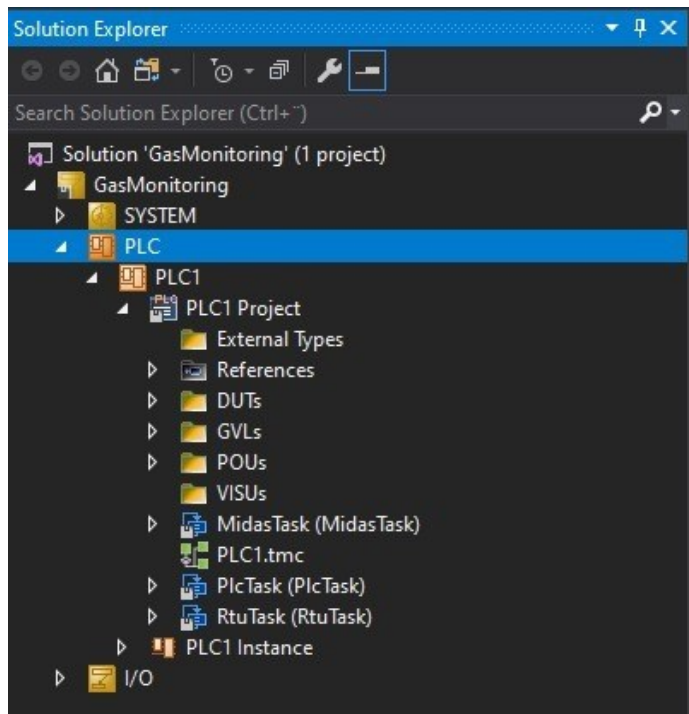 Solution Explorer
Search Solution Explorer (Ctrl+¨)
Solution 'GasMonitoring' (1 project)
GasMonitoring
SYSTEM
PLC
PLC1
PLC1 Project
External Types
References
DUTs
GVLs
POUs
VISUs
MidasTask (MidasTask)
PLC1.tmc
PlcTask (PlcTask)
RtuTask (RtuTask)
PLC1 Instance
I/O